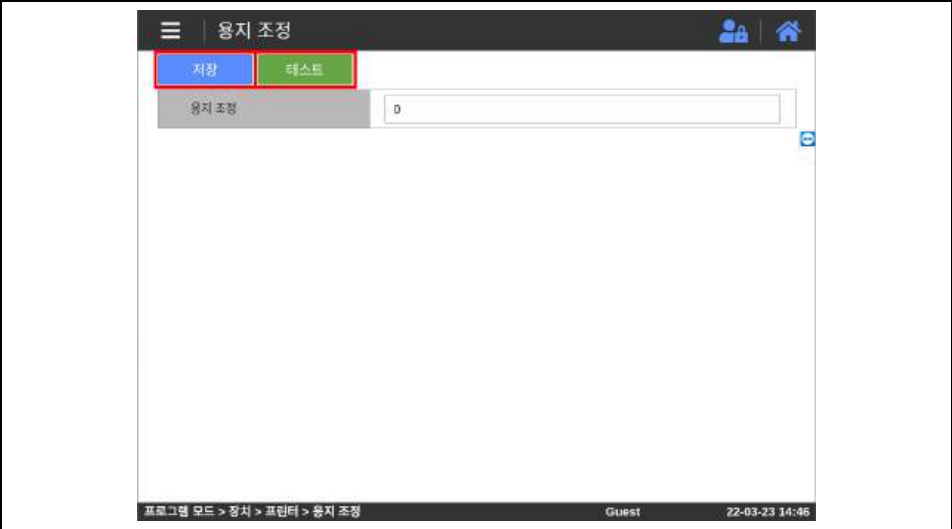 용지 조정
저장 테스트
용지 조정 0
프로그램 모드 > 장치 > 프린터 > 용지 조정 Guest 22-03-23 14:46